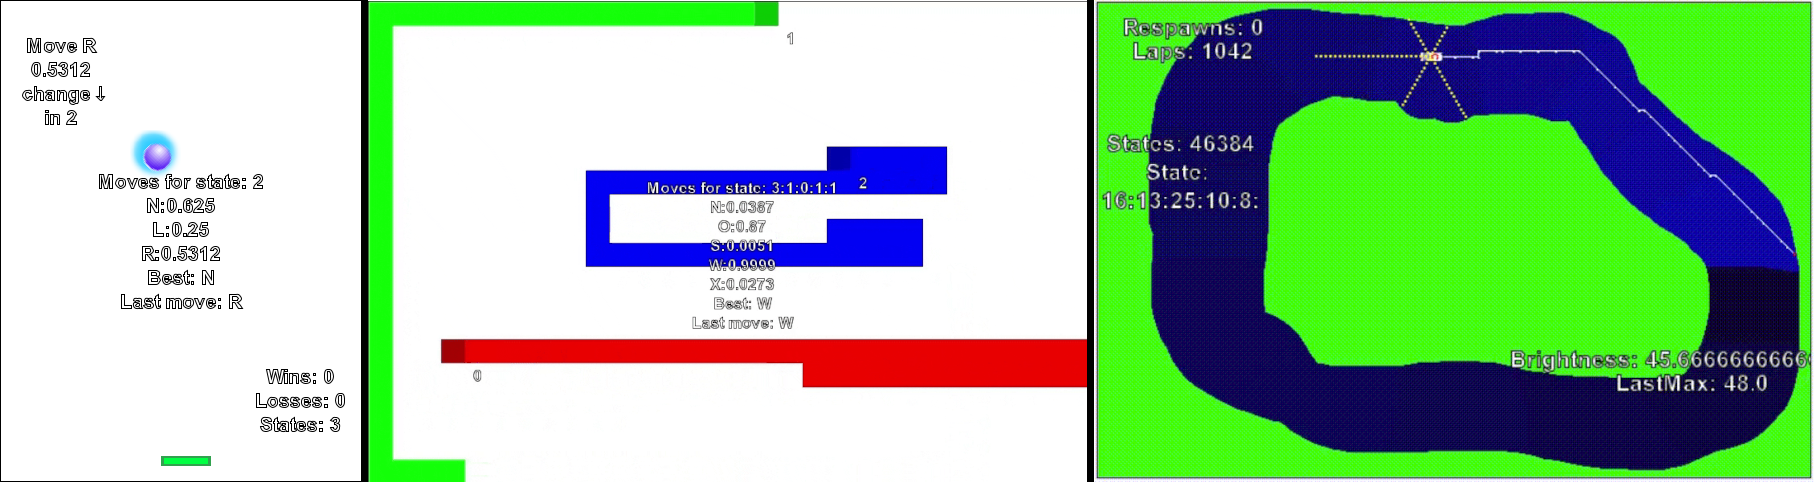 Move R
0.5312
change ↓
in 2
Moves for state: 2
N:0.625
L:0.25
R:0.5312
Best: N
Last move: R
Wins: 0
Losses: 0
States: 3
1
Moves for state: 3:1:0:1:1
2
N:0.0387
O:0.67
S:0.0051
W:0.9999
X:0.0273
Best: W
Last move: W
0
Respawns: 0
Laps: 1042
States: 46384
State:
16:13:25:10:8:
Brightness: 45.66666666666
LastMax: 48.0